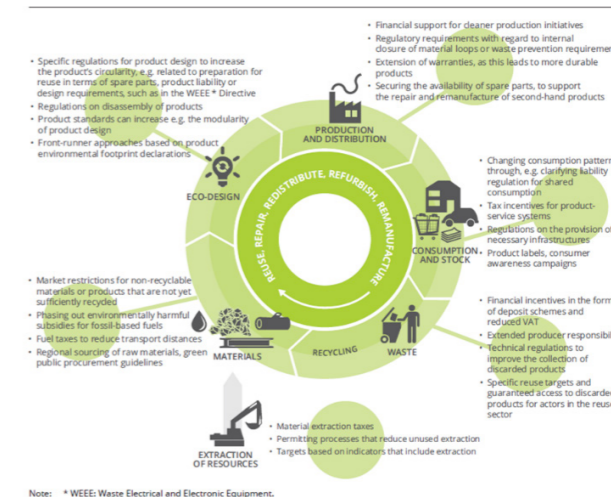 • Financial support for cleaner production initiatives
• Regulatory requirements with regard to internal
closure of material loops or waste prevention
• Extension of warranties, as this leads to more durable
products
• Securing the availability of spare parts, to support
the repair and remanufacture of second-hand products
• Specific regulations for product design to increase
the product's circularity, e.g. related to preparation for
reuse in terms of spare parts, product liability or
design requirements, such as in the WEEE * Directive
• Regulations on disassembly of products
• Product standards can increase e.g. the modularity
of product design
• Front-runner approaches based on product
environmental footprint declarations
PRODUCTION
AND DISTRIBUTION
ECO-DESIGN
REUSE, REPAIR, REDISTRIBUTE, REFURBISH, REMANUFACTURE
• Changing consumption pattern
through, e.g. clarifying liability
regulation for shared
consumption
• Tax incentives for product-
service systems
• Regulations on the provision of
necessary infrastructures
• Product labels, consumer
awareness campaigns
CONSUMPTION
AND STOCK
• Market restrictions for non-recyclable
materials or products that are not yet
sufficiently recycled
• Phasing out environmentally harmful
subsidies for fossil-based fuels
• Fuel taxes to reduce transport distances
• Regional sourcing of raw materials, green
public procurement guidelines
MATERIALS
RECYCLING
WASTE
• Financial incentives in the form
of deposit schemes and
reduced VAT
• Extended producer
• Technical regulations to
improve the collection of
discarded products
• Specific reuse targets and
guaranteed access to discarded
products for actors in the reuse
sector
EXTRACTION
OF RESOURCES
• Material extraction taxes
• Permitting processes that reduce unused extraction
• Targets based on indicators that include extraction
Note: * WEEE: Waste Electrical and Electronic Equipment.